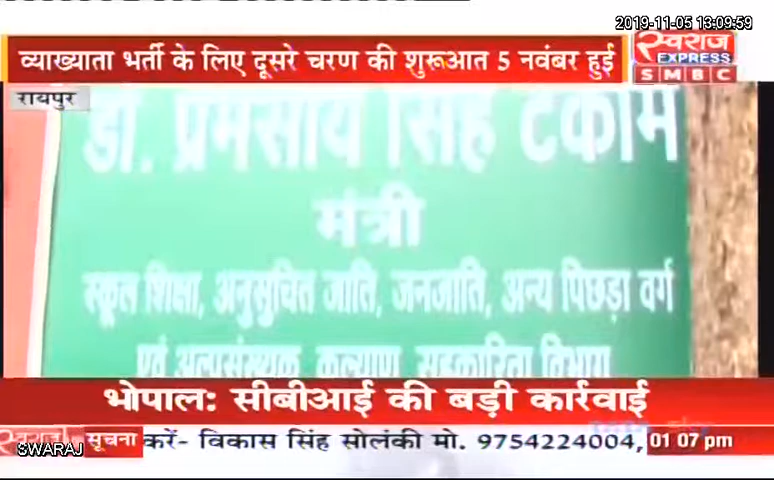 2019-11-05 13:09:59
व्याख्याता भर्ती के लिए दूसरे चरण की शुरूआत 5 नवंबर हुई
स्वराज
EXPRESS
SMBC
रायपुर
डॉ. प्रेमसाय सिंह टेकाम
मंत्री
स्कूल शिक्षा, अनुसुचित जाति, जनजाति, अन्य पिछड़ा वर्ग
एवं अल्पसंख्यक कल्याण, सहकारिता विभाग
भोपाल: सीबीआई की बड़ी कार्रवाई
स्वराज सूचना करें- विकास सिंह सोलंकी मो. 9754224004, 01 07 pm
SWARAJ